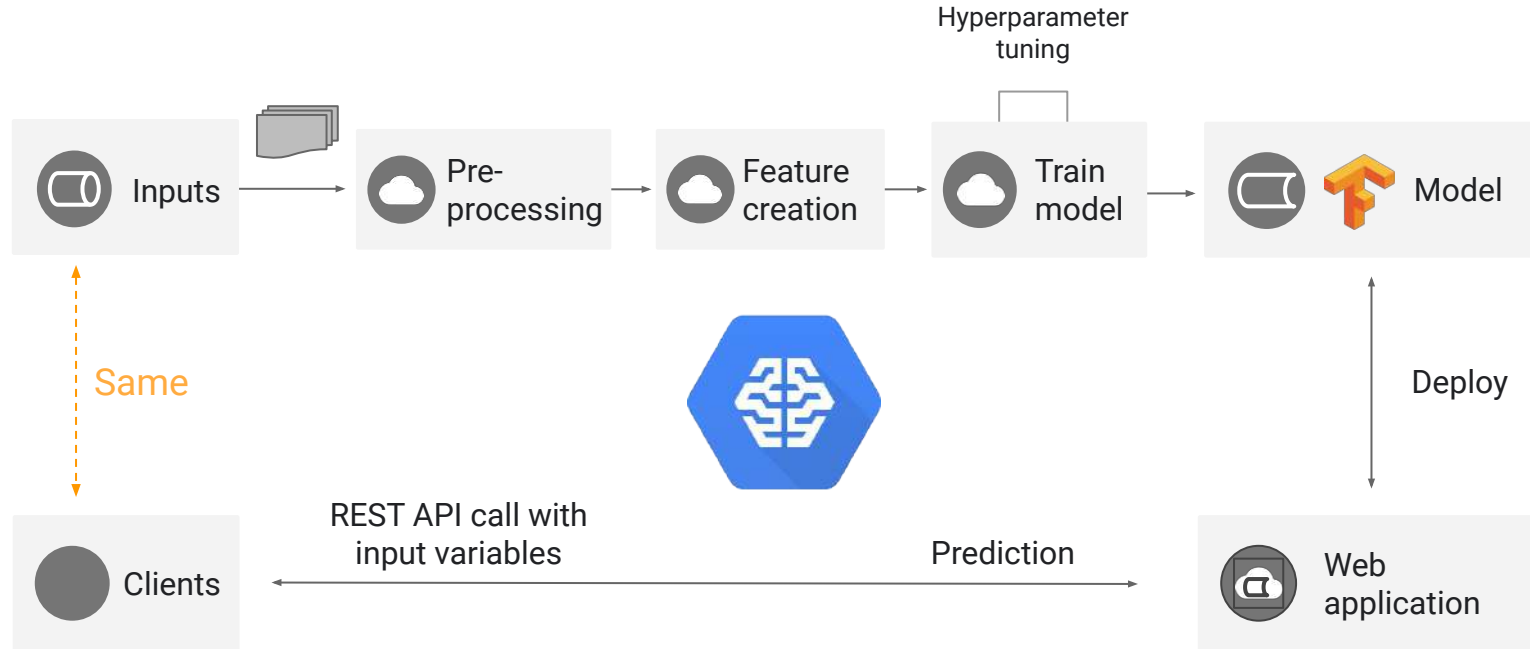 Hyperparameter
tuning
Inputs
Pre-
processing
Feature
creation
Train
model
Model
Same
Deploy
Clients
REST API call with
input variables
Prediction
Web
application